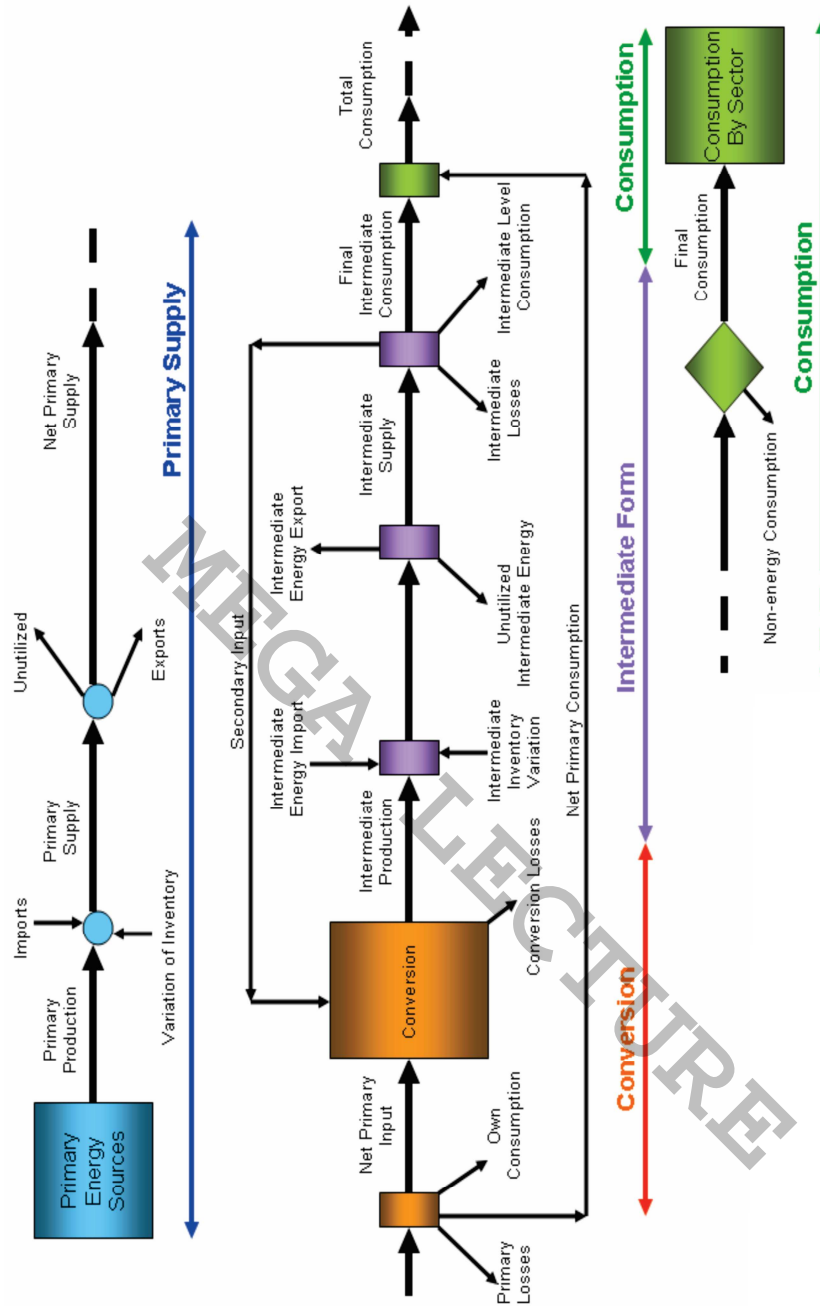 Primary
Energy
Sources
Primary
Production
Imports
Variation of Inventory
Primary
Supply
Unutilized
Exports
Net Primary
Supply
Primary Supply
Primary
Losses
Own
Consumption
Net Primary
Input
Conversion
Conversion Losses
Secondary Input
Intermediate
Production
Intermediate
Energy Import
Intermediate
Inventory
Variation
Intermediate
Energy Export
Unutilized
Intermediate Energy
Intermediate
Supply
Intermediate
Losses
Intermediate Level
Consumption
Final
Intermediate
Consumption
Total
Consumption
Net Primary Consumption
Conversion
Intermediate Form
Consumption
Non-energy Consumption
Final
Consumption
Consumption
By Sector
Consumption
MEGA LECTURE